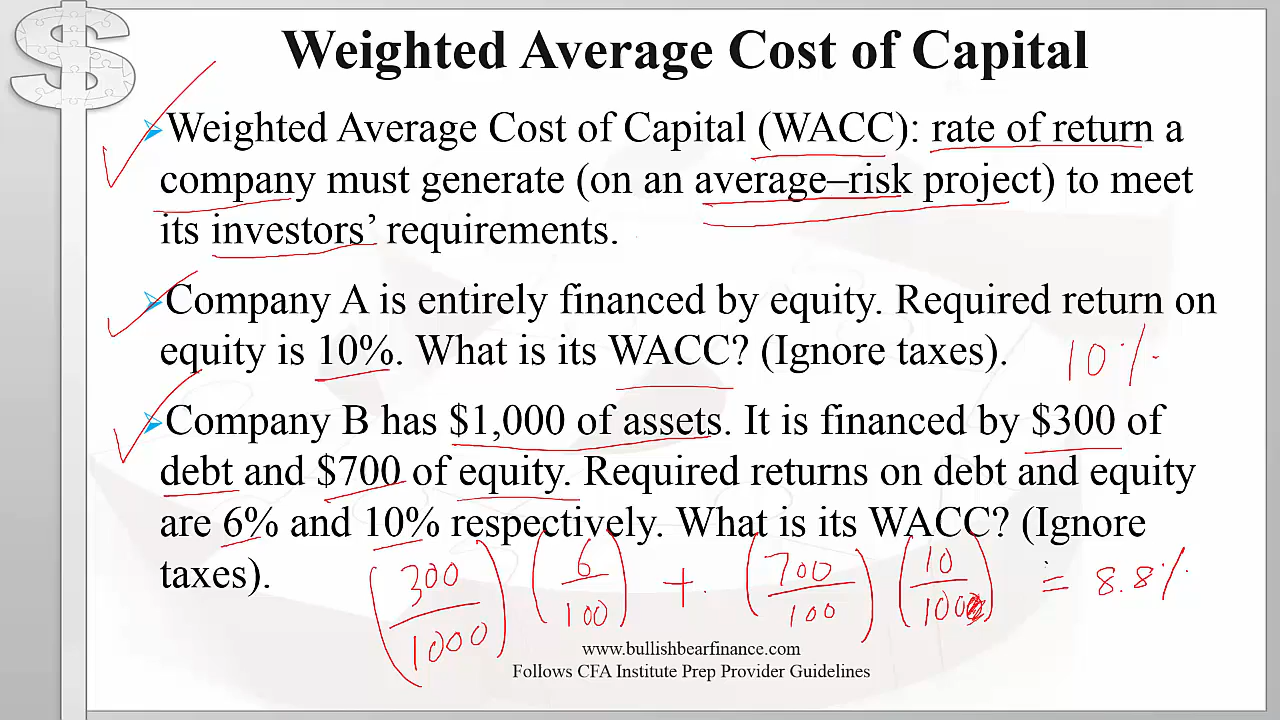 Weighted Average Cost of Capital
Weighted Average Cost of Capital (WACC): rate of return a
company must generate (on an average–risk project) to meet
its investors’ requirements.
Company A is entirely financed by equity. Required return on
equity is 10%. What is its WACC? (Ignore taxes). 10%
Company B has $1,000 of assets. It is financed by $300 of
debt and $700 of equity. Required returns on debt and equity
are 6% and 10% respectively. What is its WACC? (Ignore
taxes). (300/1000) (6/100) + (700/100) (10/100) = 8.8%
www.bullishbearfinance.com
Follows CFA Institute Prep Provider Guidelines